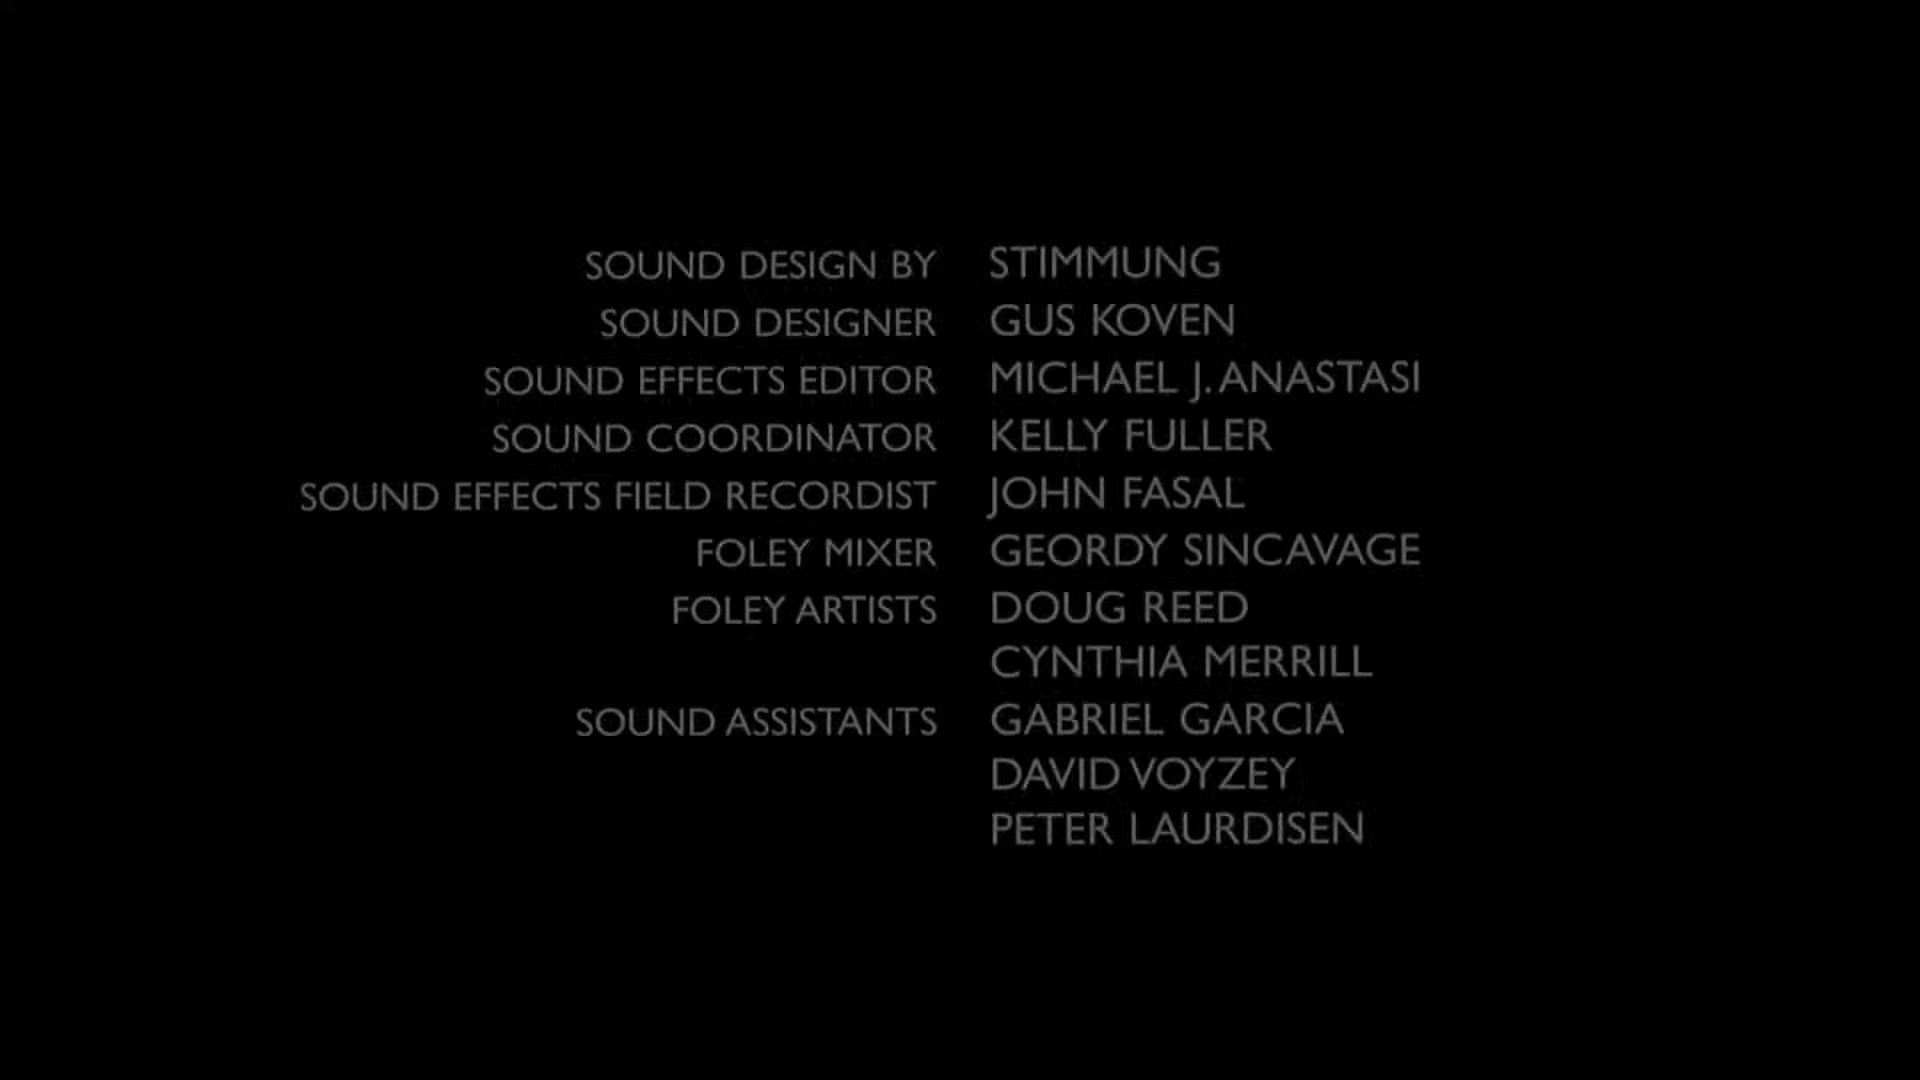 SOUND DESIGN BY STIMMUNG
SOUND DESIGNER GUS KOVEN
SOUND EFFECTS EDITOR MICHAEL J. ANASTASI
SOUND COORDINATOR KELLY FULLER
SOUND EFFECTS FIELD RECORDIST JOHN FASAL
FOLEY MIXER GEORDY SINCAVAGE
FOLEY ARTISTS DOUG REED
CYNTHIA MERRILL
SOUND ASSISTANTS GABRIEL GARCIA
DAVID VOYZEY
PETER LAURDISEN